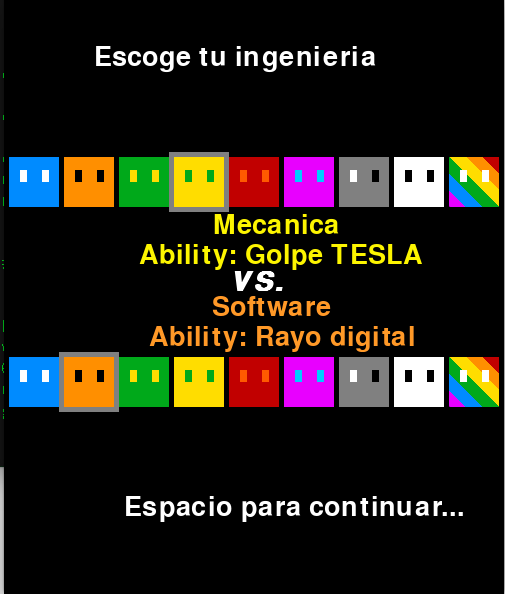 Escoge tu ingenieria
Mecanica
Ability: Golpe TESLA
VS.
Software
Ability: Rayo digital
Espacio para continuar...